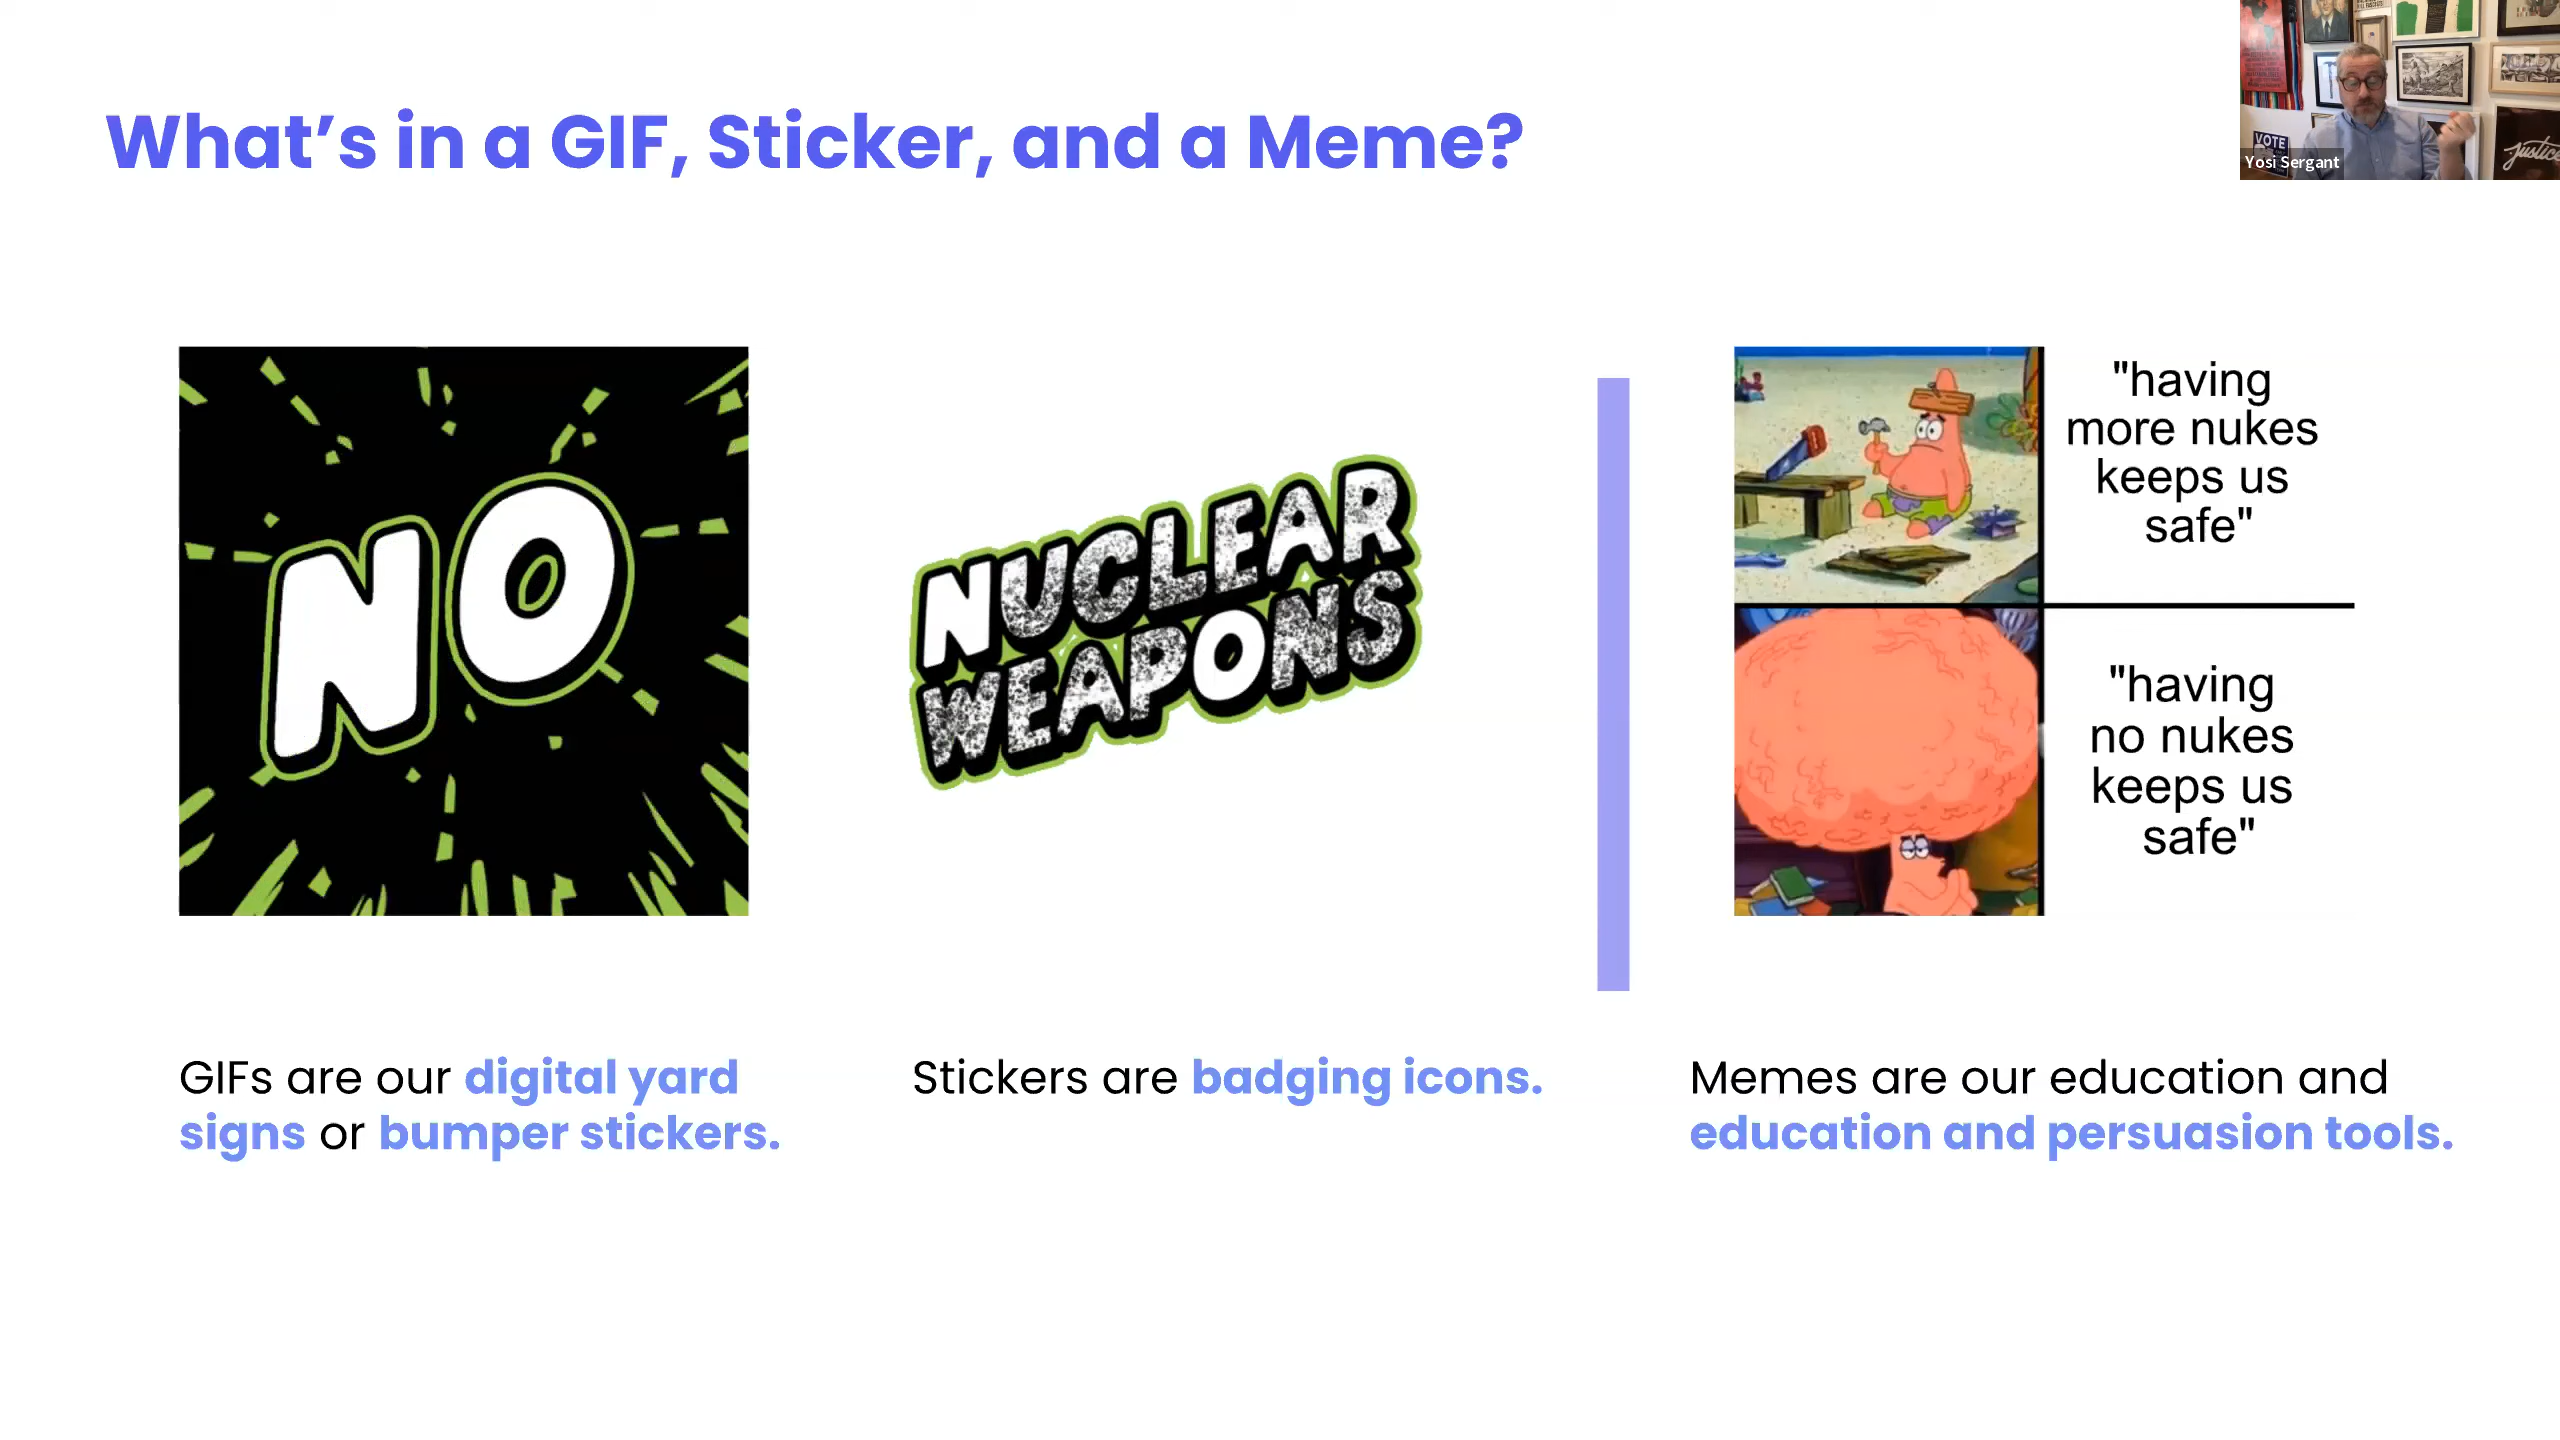 What's in a GIF, Sticker, and a Meme?
VOTE
Yosi Sergant
justice
NO
NUCLEAR
WEAPONS
"having
more nukes
keeps us
safe"
"having
no nukes
keeps us
safe"
GIFs are our digital yard
signs or bumper stickers.
Stickers are badging icons.
Memes are our education and
education and persuasion tools.